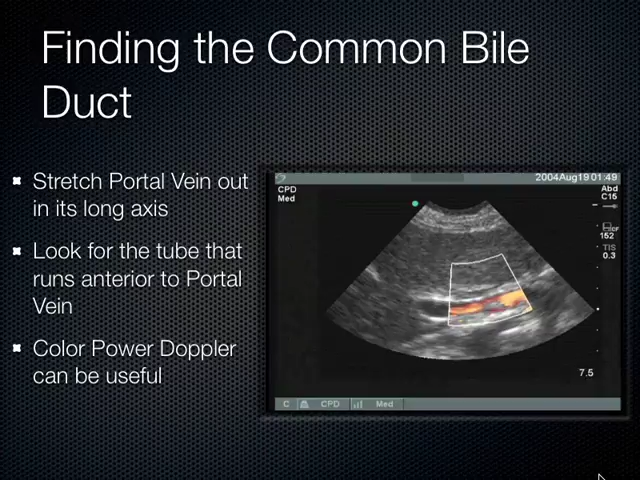 Finding the Common Bile
Duct
Stretch Portal Vein out
in its long axis
Look for the tube that
runs anterior to Portal
Vein
Color Power Doppler
can be useful
2004Aug19 01:49
CPD
Med
Abd
C15
152
TIS
0.3
7.5
C CPD Med